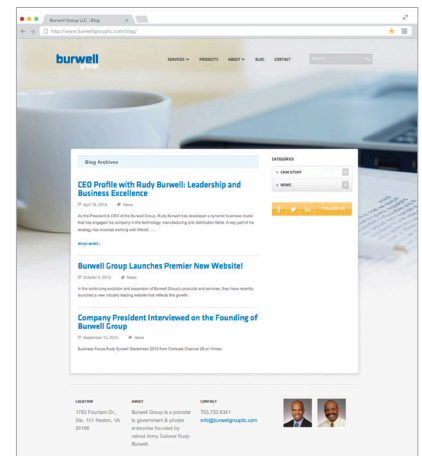 Burwell Group LLC | Blog
http://www.burwellgroupllc.com/blog/
burwell
group
SERVICES PRODUCTS ABOUT BLOG CONTACT
Search
Blog Archives
CEO Profile with Rudy Burwell: Leadership and
Business Excellence
April 18, 2014 News
As the President & CEO of the Burwell Group, Rudy Burwell has developed a dynamic business model
that has engaged his company in the technology, manufacturing and distribution fields. A key part of his
strategy has involved working with
READ MORE ›
Burwell Group Launches Premier New Website!
October 8, 2013 News
In the continuing evolution and expansion of Burwell Group's products and services, they have recently
launched a new industry leading website that reflects the growth.
Company President Interviewed on the Founding of
Burwell Group
September 10, 2013 News
Business Focus Rudy Burwell September 2013 from Comcast Channel 28 on Vimeo.
CATEGORIES
› CASE STUDY
› NEWS
FOLLOW US
LOCATION
1763 Fountain Dr.,
Ste. 101 Reston, VA
20190
ABOUT
Burwell Group is a provider
to government & private
enterprise founded by
retired Army Colonel Rudy
Burwell.
CONTACT
703.732.6341
info@burwellgroupllc.com